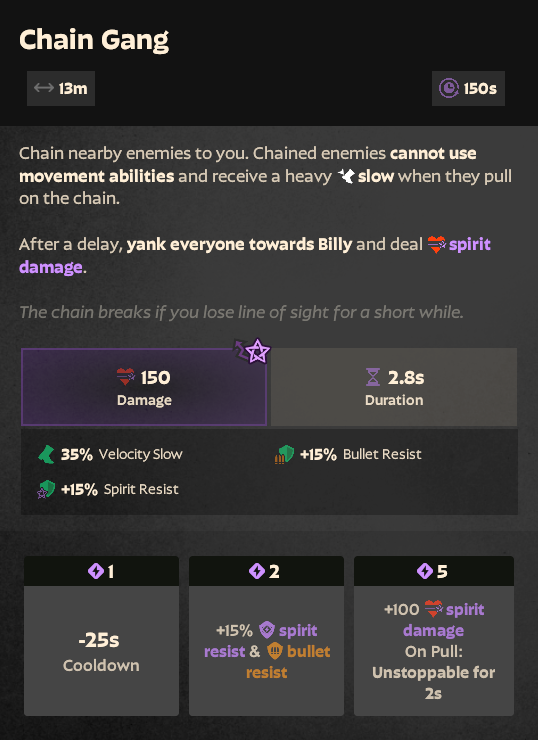 Chain Gang
13m
150s
Chain nearby enemies to you. Chained enemies cannot use
movement abilities and receive a heavy slow when they pull
on the chain.
After a delay, yank everyone towards Billy and deal spirit
damage.
The chain breaks if you lose line of sight for a short while.
150
Damage
2.8s
Duration
35% Velocity Slow
+15% Bullet Resist
+15% Spirit Resist
1
-25s
Cooldown
2
+15% spirit
resist & bullet
resist
5
+100 spirit
damage
On Pull:
Unstoppable for
2s